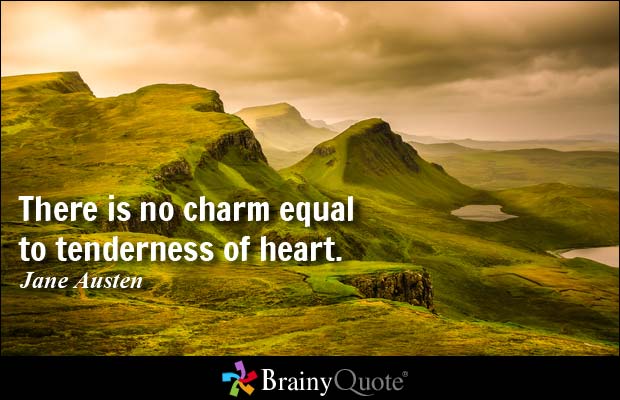 There is no charm equal
to tenderness of heart.
Jane Austen
BrainyQuote®